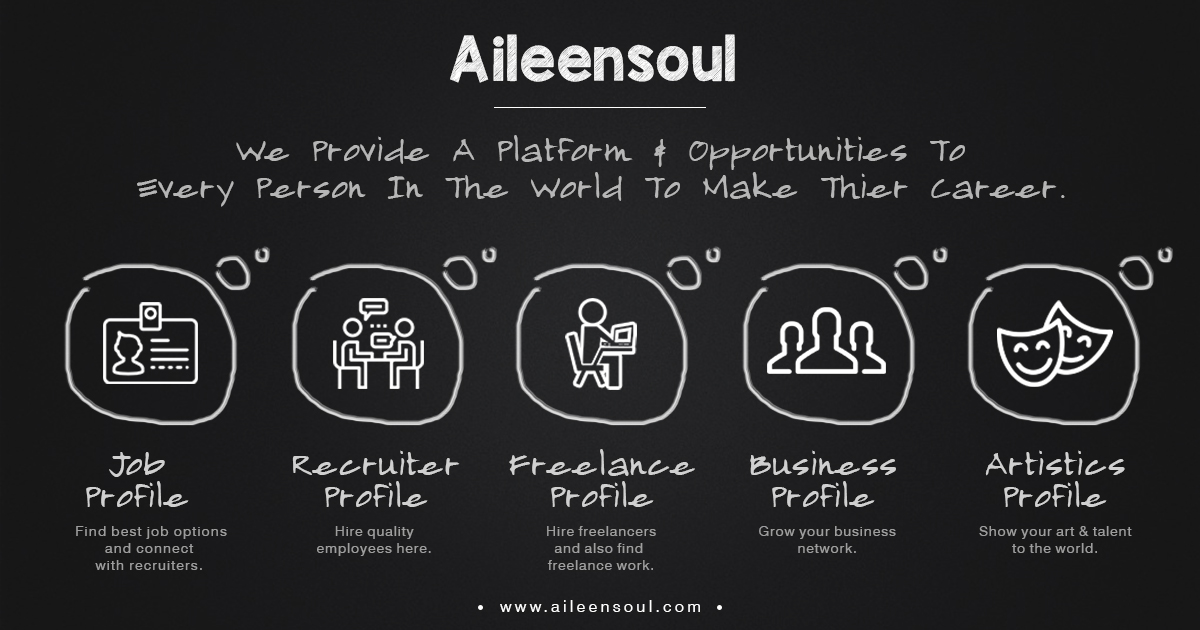 Aileensoul
We Provide A Platform & Opportunities To
Every Person In The World To Make Thier Career.
Job
Profile
Find best job options
and connect
with recruiters.
Recruiter
Profile
Hire quality
employees here.
Freelance
Profile
Hire freelancers
and also find
freelance work.
Business
Profile
Grow your business
network.
Artistics
Profile
Show your art & talent
to the world.
• www.aileensoul.com •